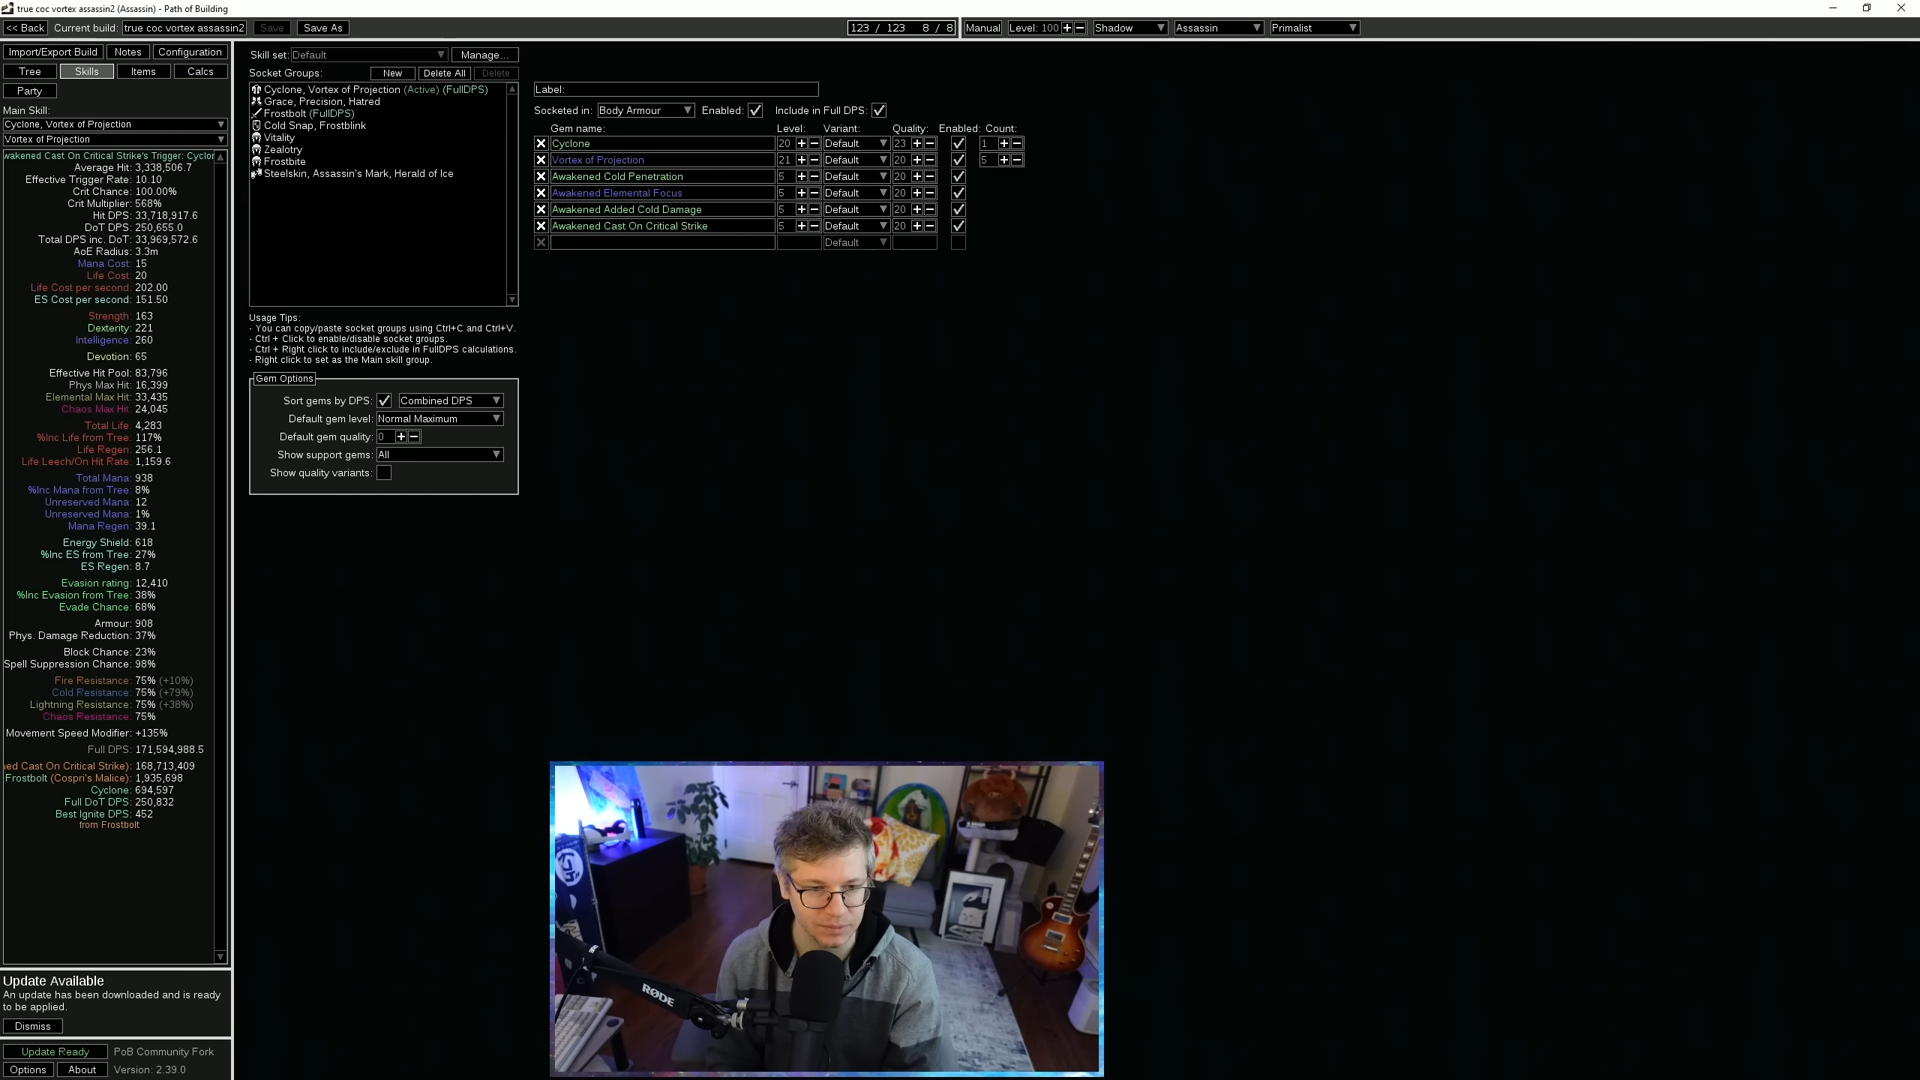 true coc vortex assassin2 (Assassin) - Path of Building
<< Back Current build: true coc vortex assassin2 Save Save As 123 / 123 8 / 8 Manual Level: 100 + − Shadow Assassin Primalist
Import/Export Build Notes Configuration
Tree Skills Items Calcs
Party
Main Skill:
Cyclone, Vortex of Projection
Vortex of Projection
wakened Cast On Critical Strike's Trigger: Cyclon
Average Hit: 3,338,506.7
Effective Trigger Rate: 10.10
Crit Chance: 100.00%
Crit Multiplier: 568%
Hit DPS: 33,718,917.6
DoT DPS: 250,655.0
Total DPS inc. DoT: 33,969,572.6
AoE Radius: 3.3m
Mana Cost: 15
Life Cost: 20
Life Cost per second: 202.00
ES Cost per second: 151.50
Strength: 163
Dexterity: 221
Intelligence: 260
Devotion: 65
Effective Hit Pool: 83,796
Phys Max Hit: 16,399
Elemental Max Hit: 33,435
Chaos Max Hit: 24,045
Total Life: 4,283
%Inc Life from Tree: 117%
Life Regen: 256.1
Life Leech/On Hit Rate: 1,159.6
Total Mana: 938
%Inc Mana from Tree: 8%
Unreserved Mana: 12
Unreserved Mana: 1%
Mana Regen: 39.1
Energy Shield: 618
%Inc ES from Tree: 27%
ES Regen: 8.7
Evasion rating: 12,410
%Inc Evasion from Tree: 38%
Evade Chance: 68%
Armour: 908
Phys. Damage Reduction: 37%
Block Chance: 23%
Spell Suppression Chance: 98%
Fire Resistance: 75% (+10%)
Cold Resistance: 75% (+79%)
Lightning Resistance: 75% (+38%)
Chaos Resistance: 75%
Movement Speed Modifier: +135%
Full DPS: 171,594,988.5
ed Cast On Critical Strike): 168,713,409
Frostbolt (Cospri's Malice): 1,935,698
Cyclone: 694,597
Full DoT DPS: 250,832
Best Ignite DPS: 452
from Frostbolt
Update Available
An update has been downloaded and is ready
to be applied.
Dismiss
Update Ready PoB Community Fork
Options About Version: 2.39.0
Skill set: Default Manage...
Socket Groups: New Delete All Delete
Cyclone, Vortex of Projection (Active) (FullDPS)
Grace, Precision, Hatred
Frostbolt (FullDPS)
Cold Snap, Frostblink
Vitality
Zealotry
Frostbite
Steelskin, Assassin's Mark, Herald of Ice
Usage Tips:
- You can copy/paste socket groups using Ctrl+C and Ctrl+V.
- Ctrl + Click to enable/disable socket groups.
- Ctrl + Right click to include/exclude in FullDPS calculations.
- Right click to set as the Main skill group.
Gem Options
Sort gems by DPS: Combined DPS
Default gem level: Normal Maximum
Default gem quality: 0 + −
Show support gems: All
Show quality variants:
Label:
Socketed in: Body Armour Enabled: Include in Full DPS:
Gem name: Level: Variant: Quality: Enabled: Count:
Cyclone 20 + − Default 23 + − 1 + −
Vortex of Projection 21 + − Default 20 + − 5 + −
Awakened Cold Penetration 5 + − Default 20 + −
Awakened Elemental Focus 5 + − Default 20 + −
Awakened Added Cold Damage 5 + − Default 20 + −
Awakened Cast On Critical Strike 5 + − Default 20 + −
Default
RØDE